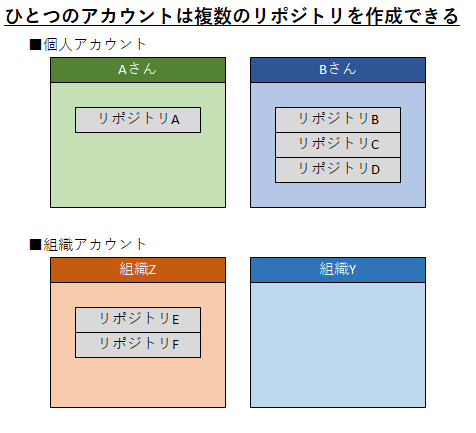 ひとつのアカウントは複数のリポジトリを作成できる
■個人アカウント
Aさん
リポジトリA
Bさん
リポジトリB
リポジトリC
リポジトリD
■組織アカウント
組織Z
リポジトリE
リポジトリF
組織Y